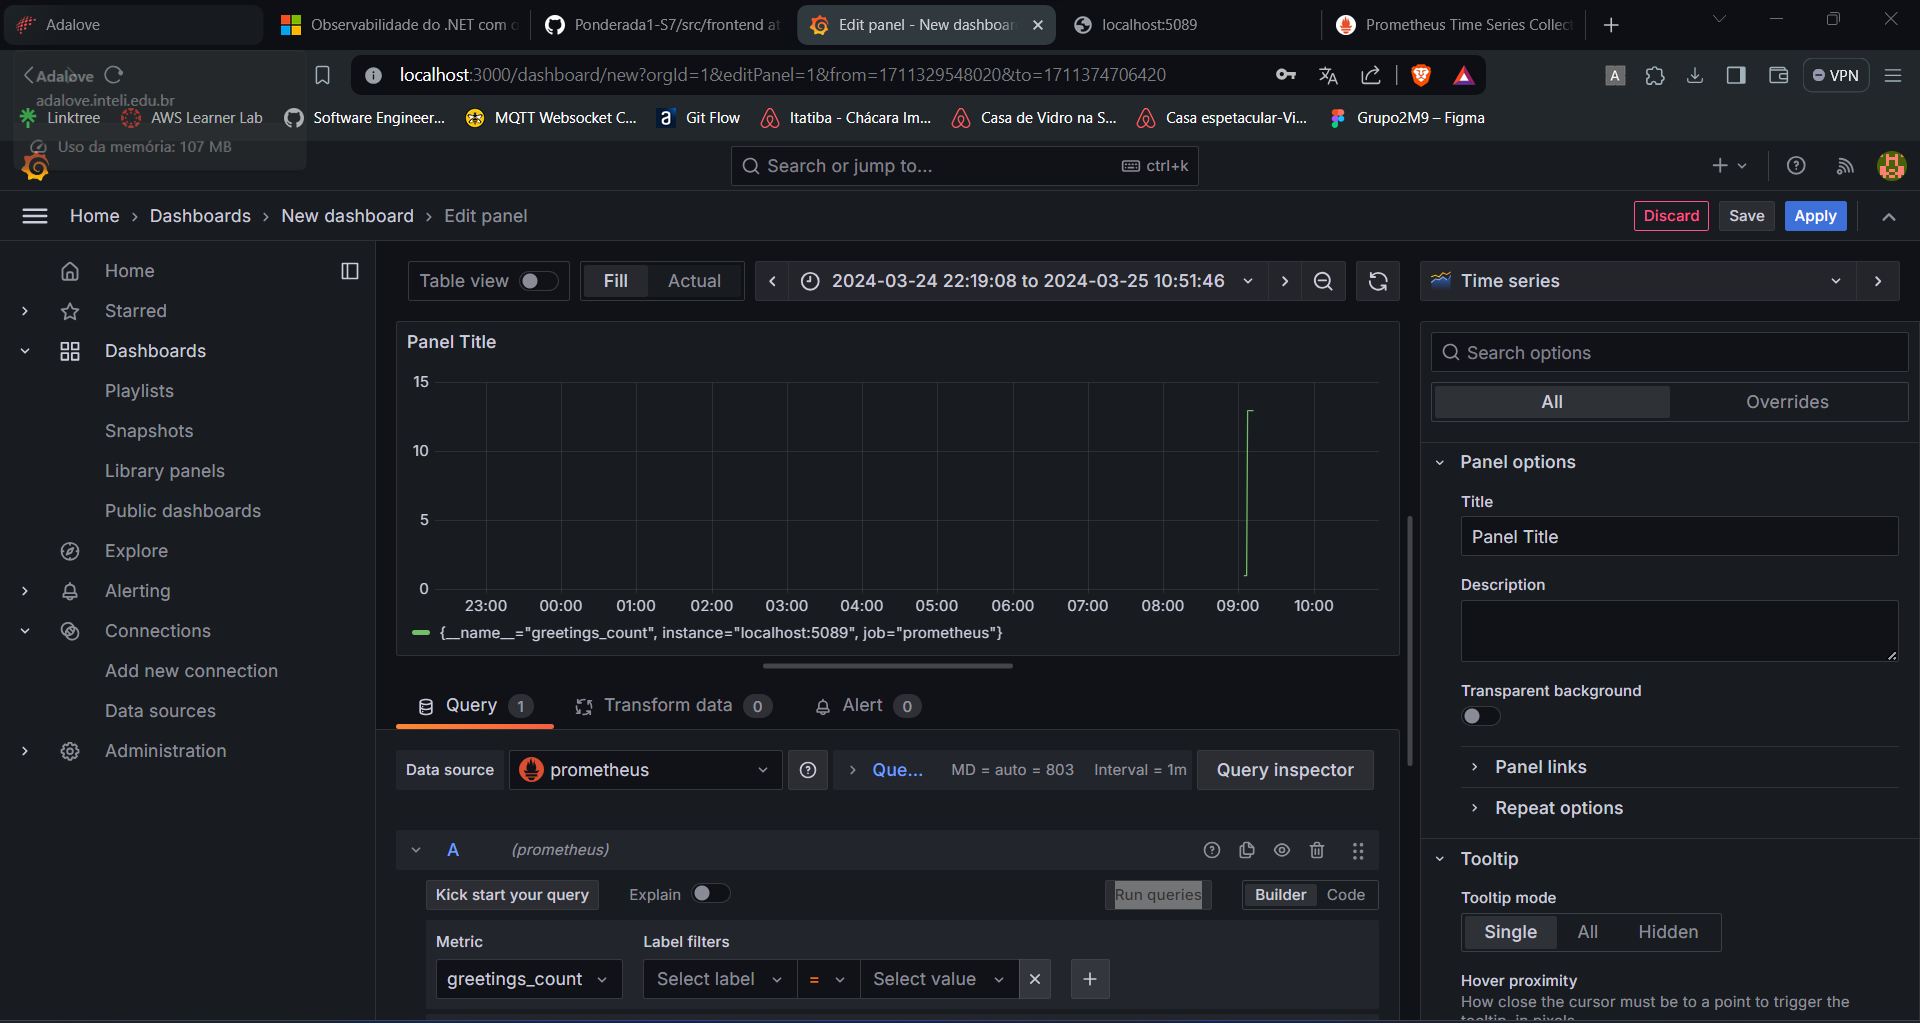 Adalove
Observabilidade do .NET com o
Ponderada1-S7/src/frontend at
Edit panel - New dashboar
localhost:5089
Prometheus Time Series Collect
Adalove
adalove.inteli.edu.br
Uso da memória: 107 MB
localhost:3000/dashboard/new?orgId=1&editPanel=1&from=1711329548020&to=1711374706420
A
VPN
Linktree
AWS Learner Lab
Software Engineer...
MQTT Websocket C...
a
Git Flow
Itatiba - Chácara Im...
Casa de Vidro na S...
Casa espetacular-Vi...
Grupo2M9 – Figma
Search or jump to...
ctrl+k
Home › Dashboards › New dashboard › Edit panel
Discard
Save
Apply
Home
Starred
Dashboards
Playlists
Snapshots
Library panels
Public dashboards
Explore
Alerting
Connections
Add new connection
Data sources
Administration
Table view
Fill
Actual
2024-03-24 22:19:08 to 2024-03-25 10:51:46
Time series
Panel Title
15
10
5
0
23:00 00:00 01:00 02:00 03:00 04:00 05:00 06:00 07:00 08:00 09:00 10:00
{__name__="greetings_count", instance="localhost:5089", job="prometheus"}
Query 1
Transform data 0
Alert 0
Data source
prometheus
Que...
MD = auto = 803
Interval = 1m
Query inspector
A
(prometheus)
Kick start your query
Explain
Run queries
Builder
Code
Metric
Label filters
greetings_count
Select label
=
Select value
Search options
All
Overrides
Panel options
Title
Panel Title
Description
Transparent background
Panel links
Repeat options
Tooltip
Tooltip mode
Single
All
Hidden
Hover proximity
How close the cursor must be to a point to trigger the
tooltip, in pixels